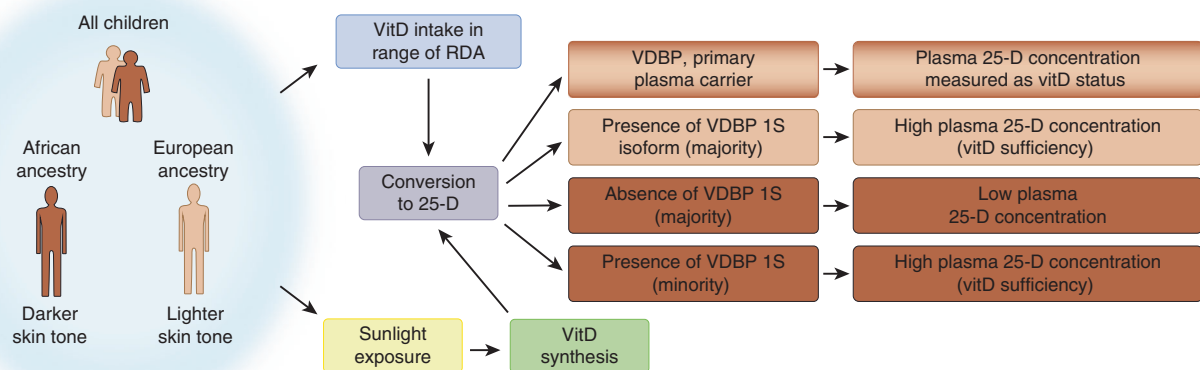 All children
African
ancestry
European
ancestry
Darker
skin tone
Lighter
skin tone
VitD intake in
range of RDA
Conversion
to 25-D
Sunlight
exposure
VitD
synthesis
VDBP, primary
plasma carrier
Plasma 25-D concentration
measured as vitD status
Presence of VDBP 1S
isoform (majority)
High plasma 25-D concentration
(vitD sufficiency)
Absence of VDBP 1S
(majority)
Low plasma
25-D concentration
Presence of VDBP 1S
(minority)
High plasma 25-D concentration
(vitD sufficiency)